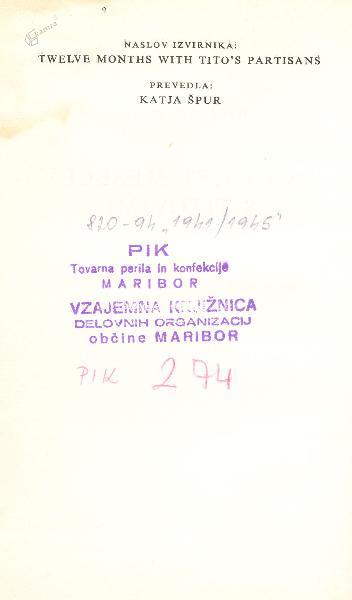 Kamra
NASLOV IZVIRNIKA:
TWELVE MONTHS WITH TITO'S PARTISANS
PREVEDLA:
KATJA ŠPUR
820-94 „1941/1945"
PIK
Tovarna perila in konfekcije
MARIBOR
VZAJEMNA KNJIŽNICA
DELOVNIH ORGANIZACIJ
občine MARIBOR
PIK 274